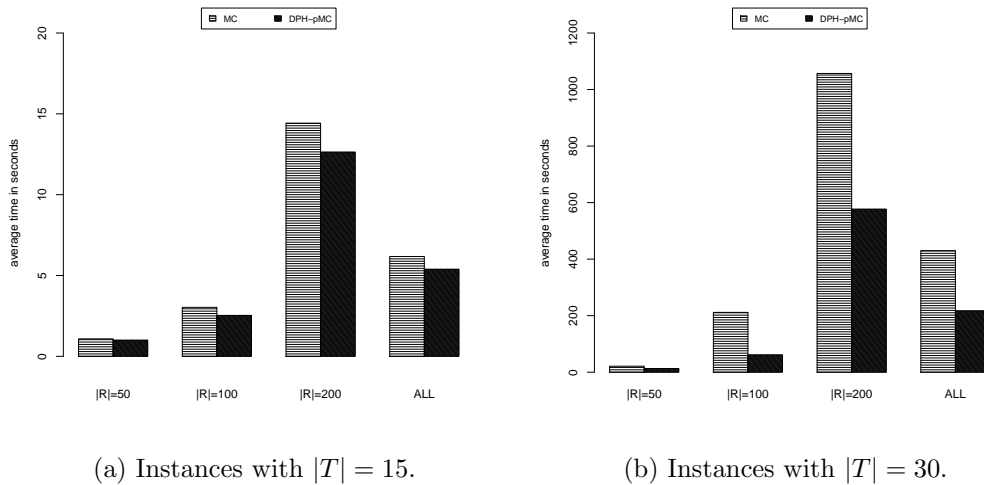 MC DPH-pMC
average time in seconds
20
15
10
5
0
|R|=50 |R|=100 |R|=200 ALL
(a) Instances with |T| = 15.
MC DPH-pMC
average time in seconds
1200
1000
800
600
400
200
0
|R|=50 |R|=100 |R|=200 ALL
(b) Instances with |T| = 30.